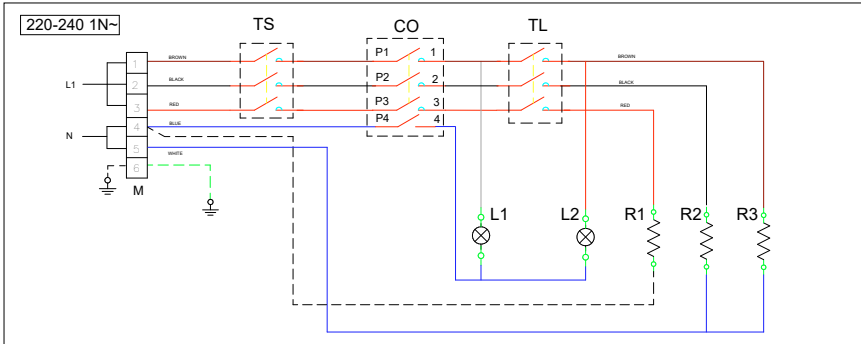 220-240 1N~
TS
CO
TL
BROWN
P1
1
BROWN
1
L1
BLACK
P2
2
BLACK
2
RED
P3
3
RED
3
N
BLUE
P4
4
4
WHITE
5
6
M
L1
L2
R1
R2
R3